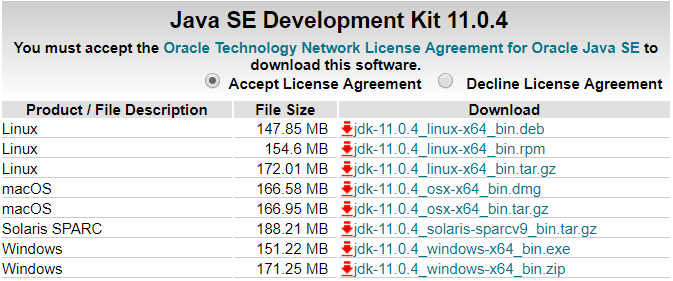 Java SE Development Kit 11.0.4
You must accept the Oracle Technology Network License Agreement for Oracle Java SE to
download this software.
Accept License Agreement Decline License Agreement
Product / File Description File Size Download
Linux 147.85 MB jdk-11.0.4_linux-x64_bin.deb
Linux 154.6 MB jdk-11.0.4_linux-x64_bin.rpm
Linux 172.01 MB jdk-11.0.4_linux-x64_bin.tar.gz
macOS 166.58 MB jdk-11.0.4_osx-x64_bin.dmg
macOS 166.95 MB jdk-11.0.4_osx-x64_bin.tar.gz
Solaris SPARC 188.21 MB jdk-11.0.4_solaris-sparcv9_bin.tar.gz
Windows 151.22 MB jdk-11.0.4_windows-x64_bin.exe
Windows 171.25 MB jdk-11.0.4_windows-x64_bin.zip